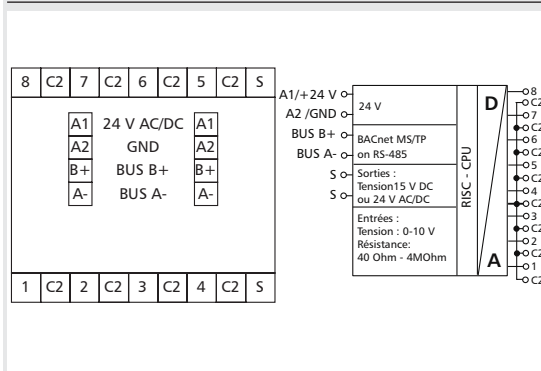 8 C2 7 C2 6 C2 5 C2 S
A1 24 V AC/DC A1
A2 GND A2
B+ BUS B+ B+
A- BUS A- A-
1 C2 2 C2 3 C2 4 C2 S
A1/+24 V
A2 /GND
BUS B+
BUS A-
S
S
24 V
BACnet MS/TP
on RS-485
Sorties :
Tension15 V DC
ou 24 V AC/DC
Entrées :
Tension : 0-10 V
Résistance:
40 Ohm - 4MOhm
RISC - CPU
D
A
8
C2
7
C2
6
C2
5
C2
4
C2
3
C2
2
C2
1
C2